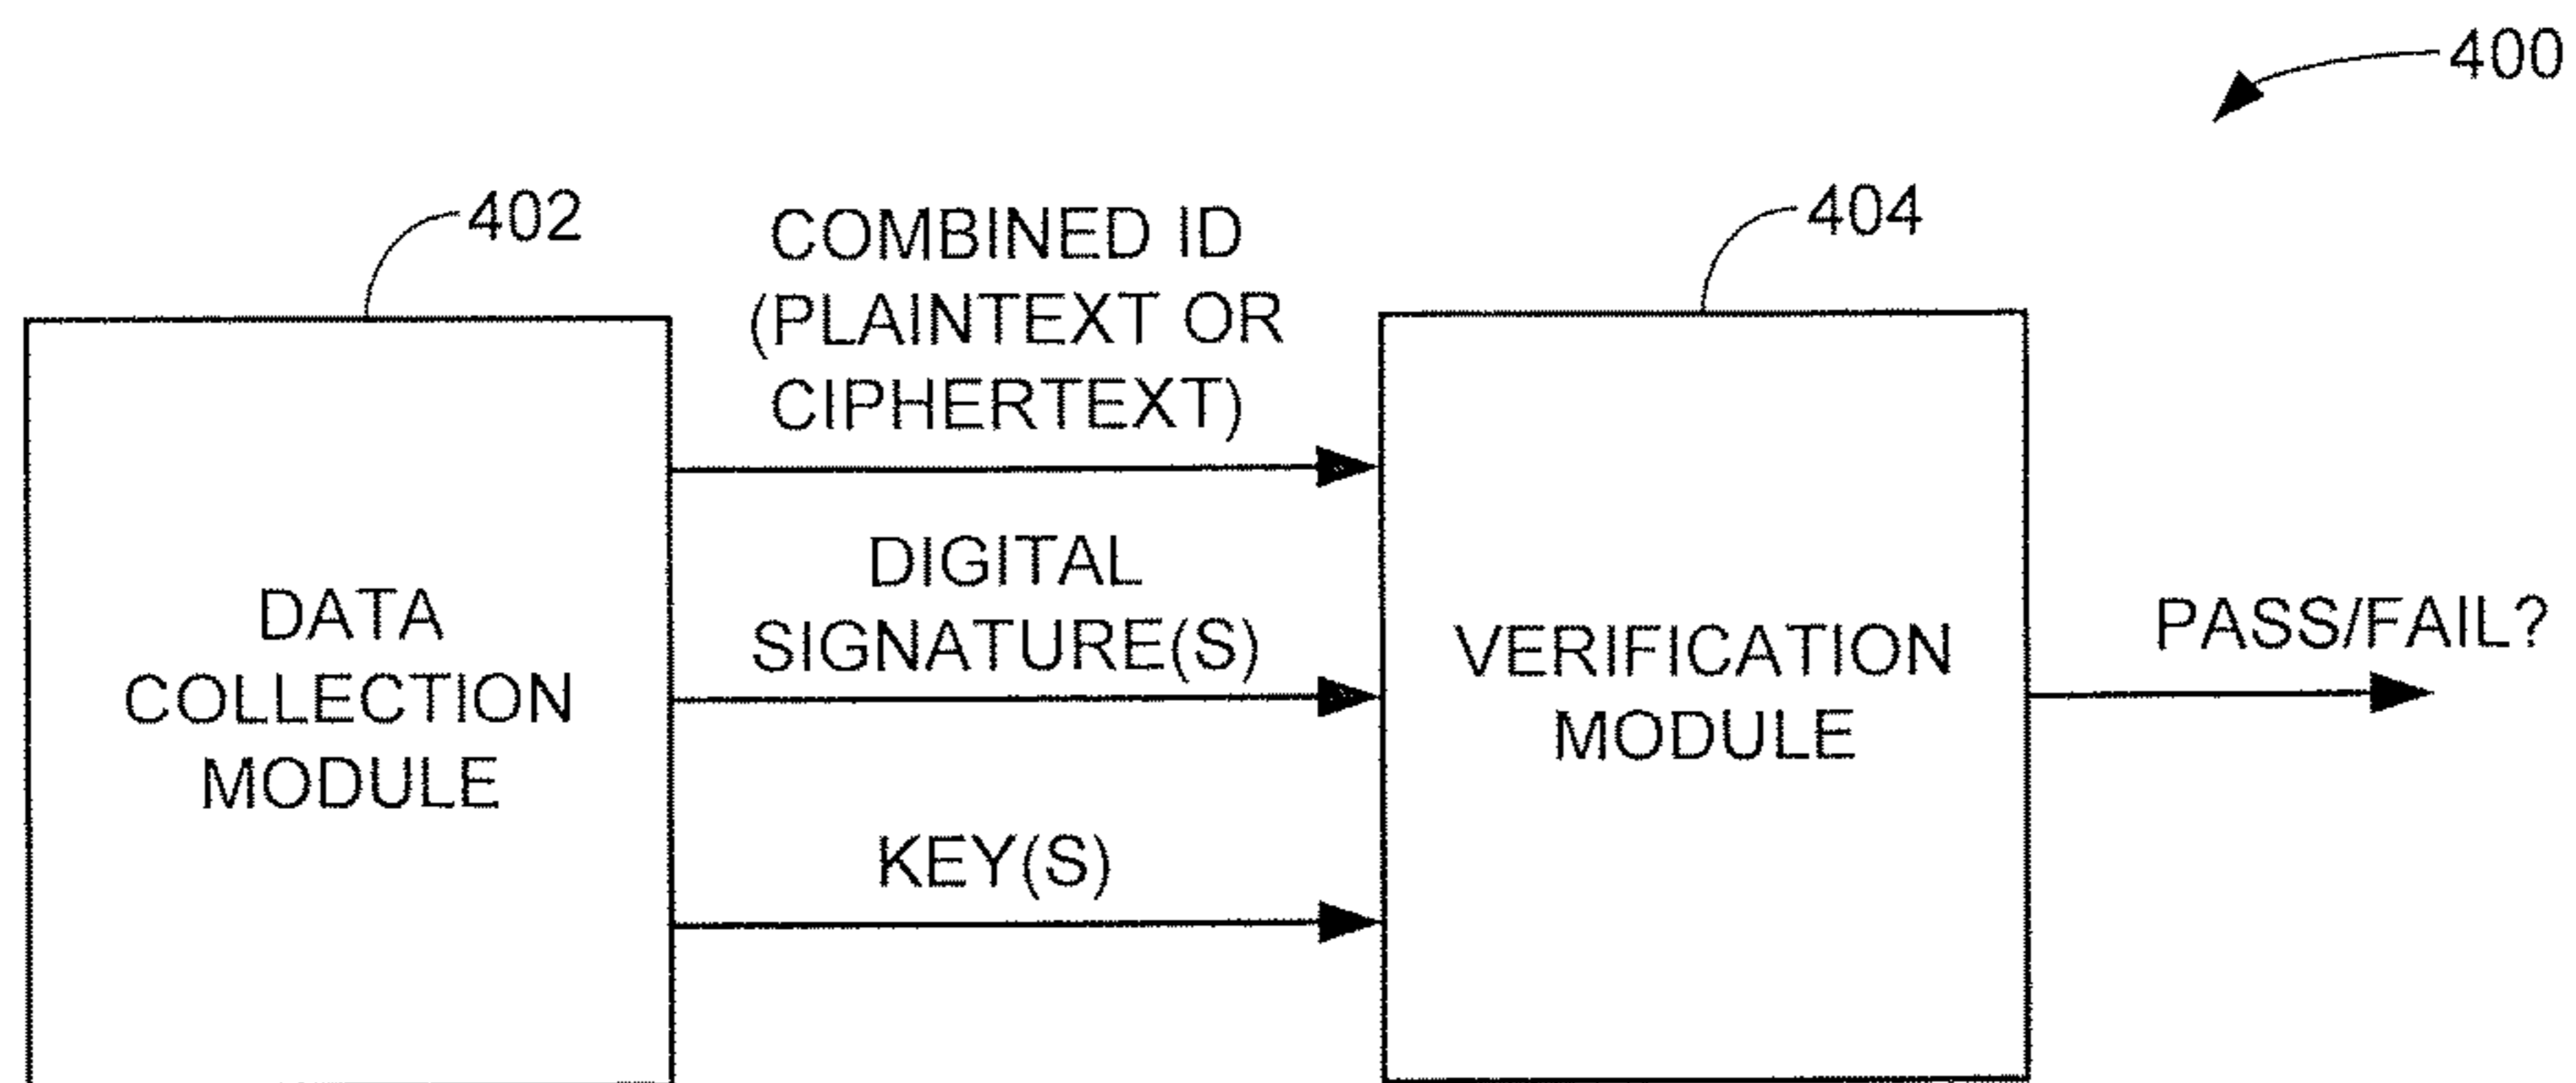 400
402
COMBINED ID
(PLAINTEXT OR
CIPHERTEXT)
404
DIGITAL
SIGNATURE(S)
KEY(S)
DATA
COLLECTION
MODULE
VERIFICATION
MODULE
PASS/FAIL?